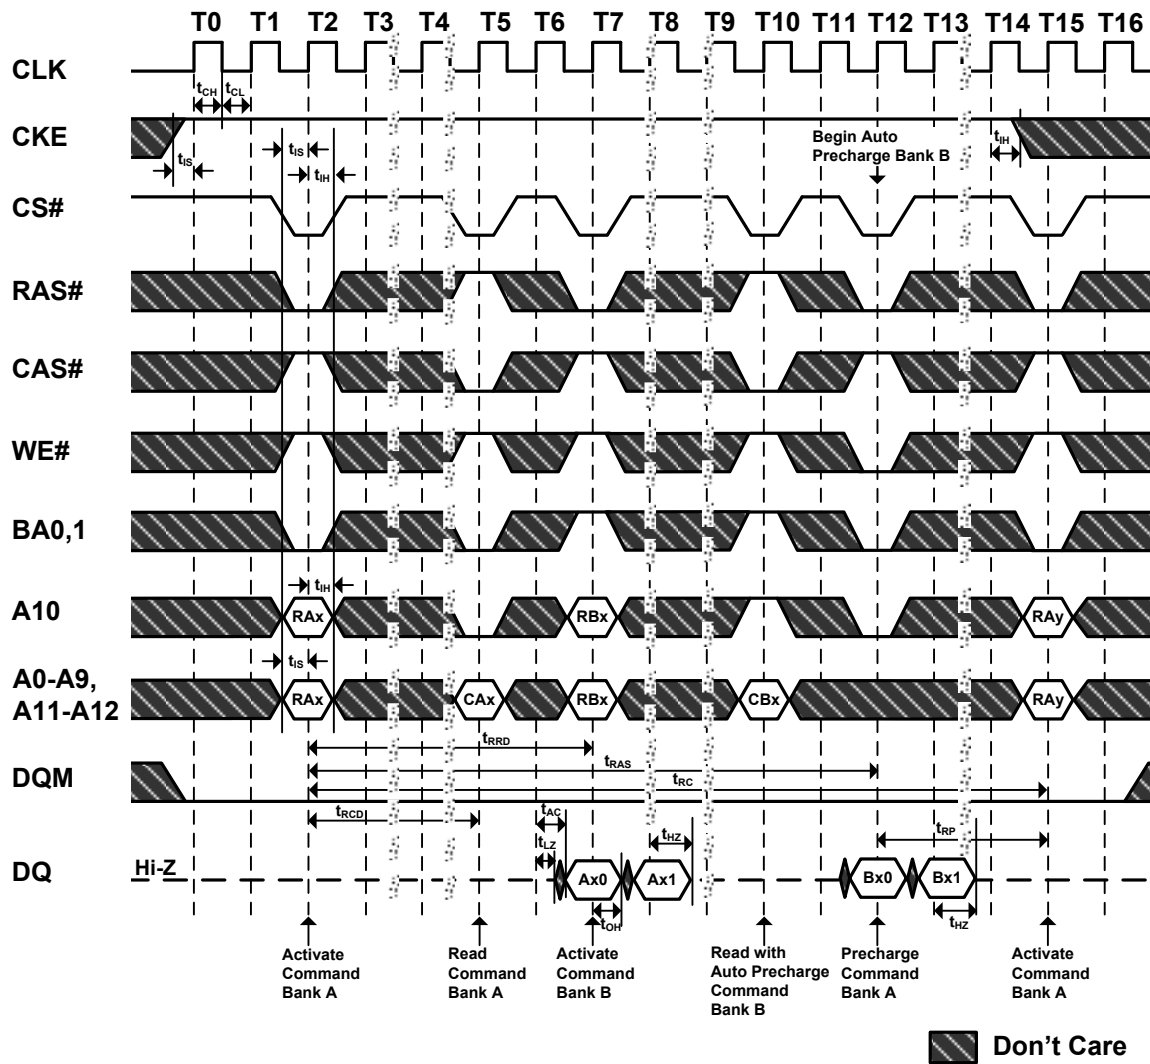 T0 T1 T2 T3 T4 T5 T6 T7 T8 T9 T10 T11 T12 T13 T14 T15 T16
CLK
tCH tCL
CKE
tIS
tIS
tIH
Begin Auto
Precharge Bank B
tIH
CS#
RAS#
CAS#
WE#
BA0,1
tIH
A10
RAx RBx RAy
tIS
A0-A9,
A11-A12
RAx CAx RBx CBx RAy
tRRD
tRAS
tRC
DQM
tRCD
tAC
tLZ
tHZ
tRP
DQ
Hi-Z
Ax0 Ax1 Bx0 Bx1
tOH
tHZ
Activate
Command
Bank A
Read
Command
Bank A
Activate
Command
Bank B
Read with
Auto Precharge
Command
Bank B
Precharge
Command
Bank A
Activate
Command
Bank A
Don't Care